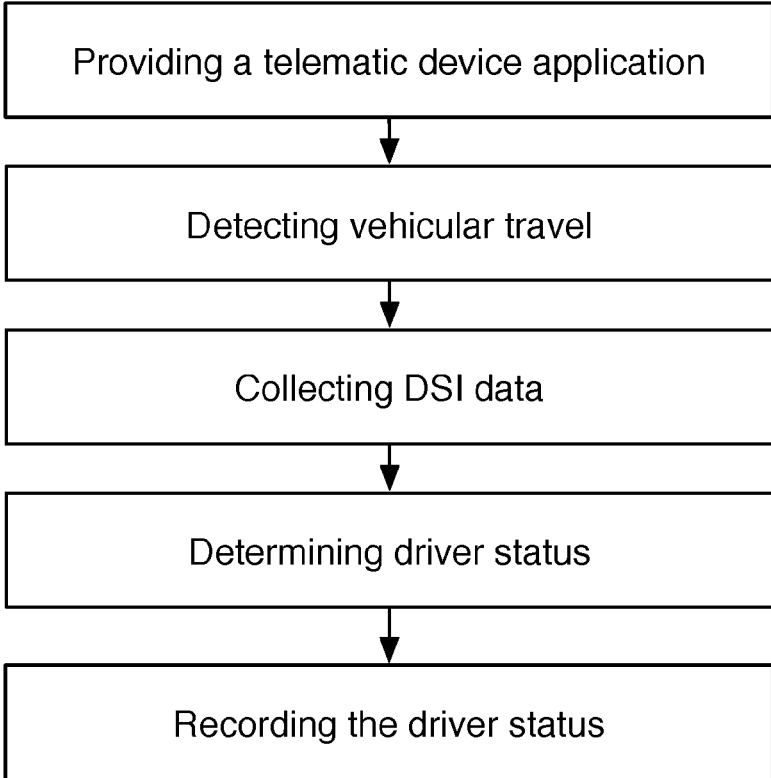 Providing a telematic device application
Detecting vehicular travel
Collecting DSI data
Determining driver status
Recording the driver status